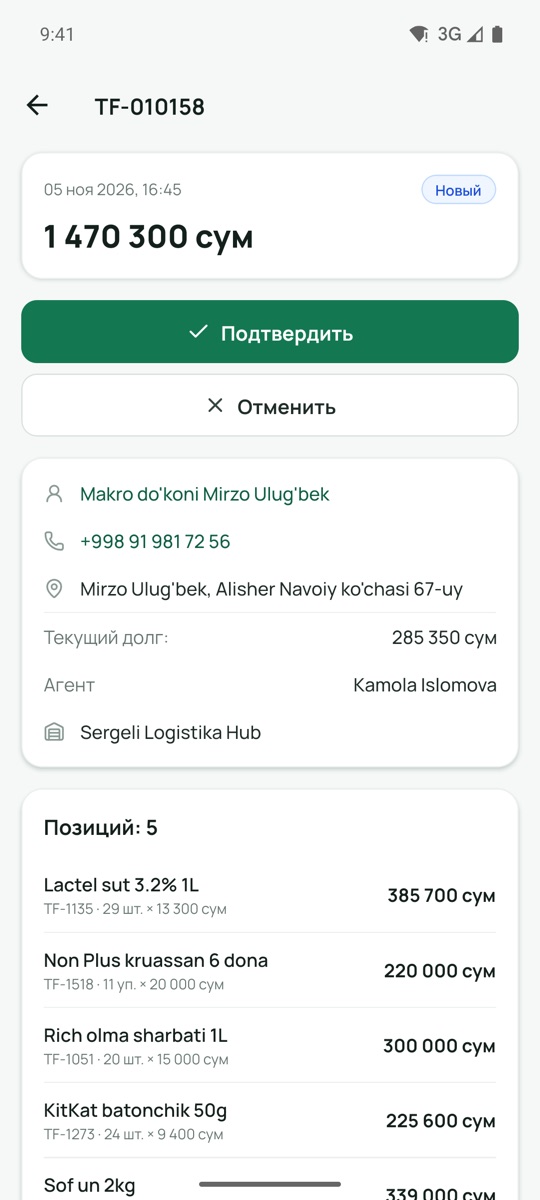 9:41
3G
TF-010158
05 ноя 2026, 16:45
Новый
1 470 300 сум
Подтвердить
Отменить
Makro do'koni Mirzo Ulug'bek
+998 91 981 72 56
Mirzo Ulug'bek, Alisher Navoiy ko'chasi 67-uy
Текущий долг: 285 350 сум
Агент Kamola Islomova
Sergeli Logistika Hub
Позиций: 5
Lactel sut 3.2% 1L
385 700 сум
TF-1135 · 29 шт. × 13 300 сум
Non Plus kruassan 6 dona
220 000 сум
TF-1518 · 11 уп. × 20 000 сум
Rich olma sharbati 1L
300 000 сум
TF-1051 · 20 шт. × 15 000 сум
KitKat batonchik 50g
225 600 сум
TF-1273 · 24 шт. × 9 400 сум
Sof un 2kg
339 000 сум